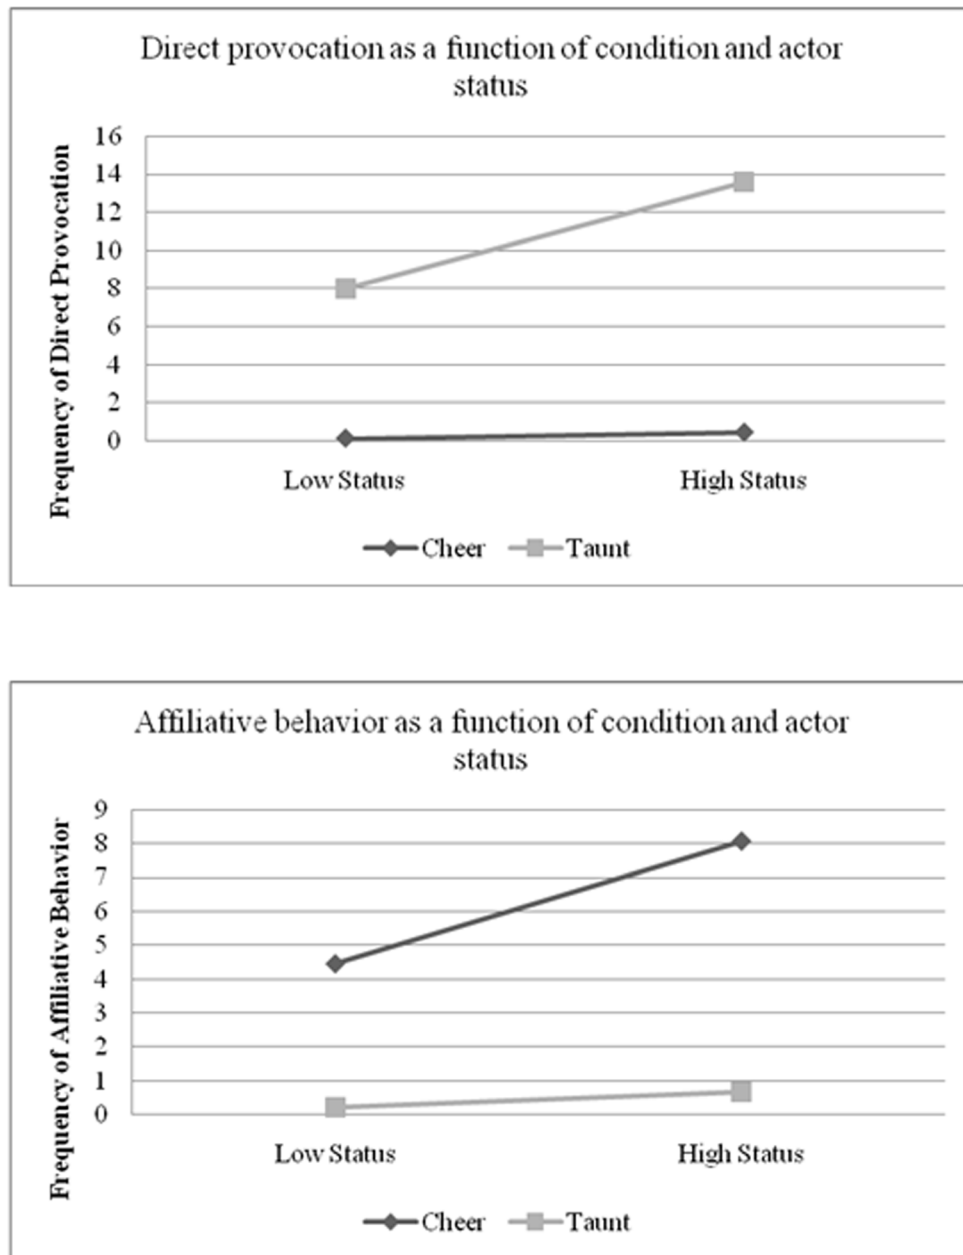 Direct provocation as a function of condition and actor
status
Frequency of Direct Provocation
16
14
12
10
8
6
4
2
0
Low Status High Status
Cheer Taunt
Affiliative behavior as a function of condition and actor
status
Frequency of Affiliative Behavior
9
8
7
6
5
4
3
2
1
0
Low Status High Status
Cheer Taunt